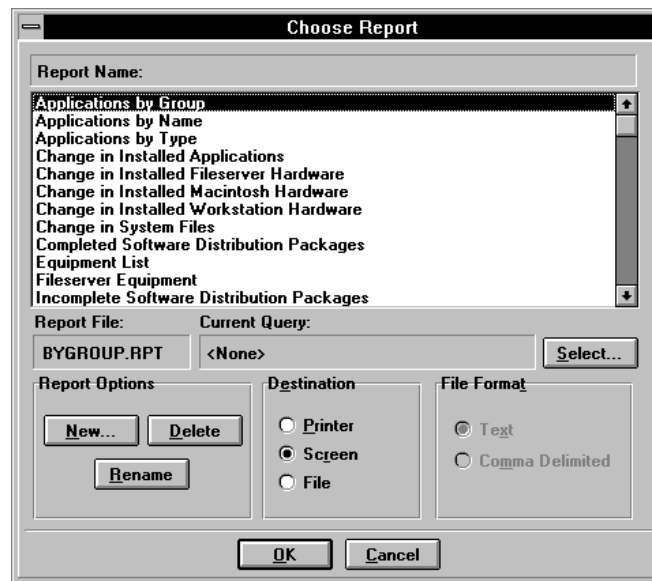 Choose Report
Report Name:
Applications by Group
Applications by Name
Applications by Type
Change in Installed Applications
Change in Installed Fileserver Hardware
Change in Installed Macintosh Hardware
Change in Installed Workstation Hardware
Change in System Files
Completed Software Distribution Packages
Equipment List
Fileserver Equipment
Incomplete Software Distribution Packages
Report File: Current Query:
BYGROUP.RPT <None> Select...
Report Options Destination File Format
New... Delete Printer Text
Rename Screen Comma Delimited
File
OK Cancel